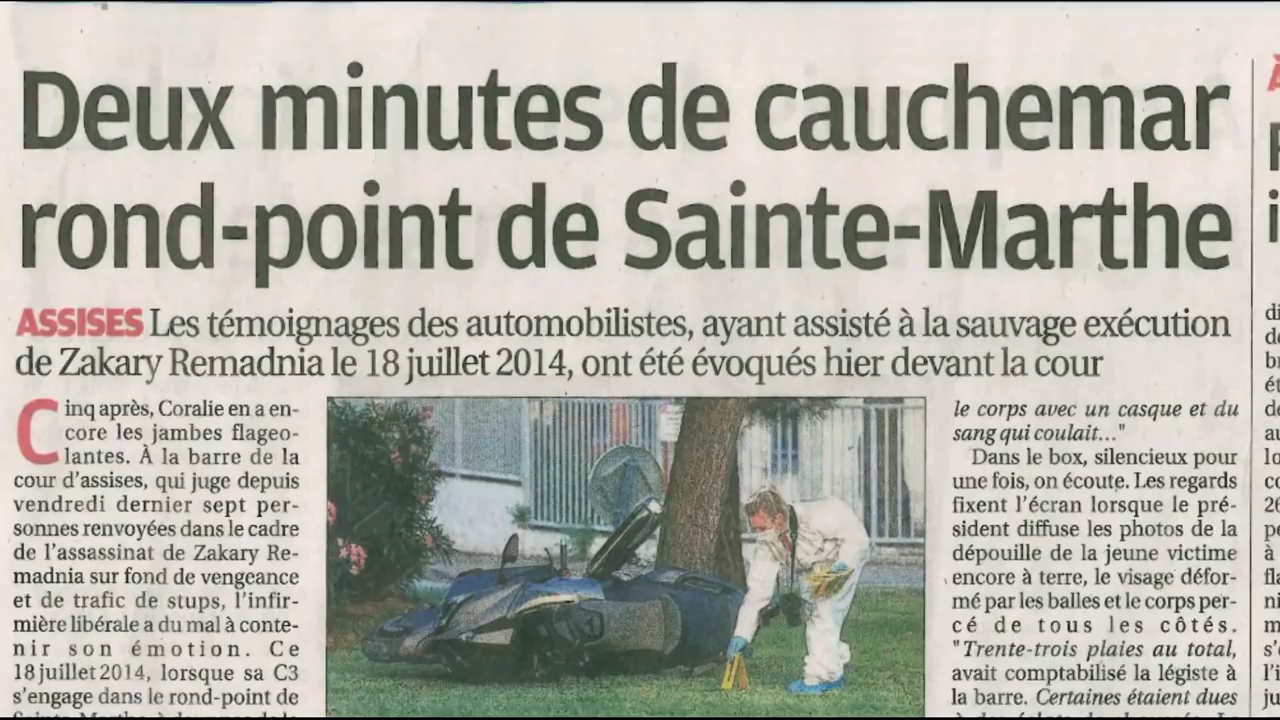 Deux minutes de cauchemar
rond-point de Sainte-Marthe
ASSISES Les témoignages des automobilistes, ayant assisté à la sauvage exécution
de Zakary Remadnia le 18 juillet 2014, ont été évoqués hier devant la cour
Cinq après, Coralie en a en-
core les jambes flageo-
lantes. À la barre de la
cour d'assises, qui juge depuis
vendredi dernier sept per-
sonnes renvoyées dans le cadre
de l'assassinat de Zakary Re-
madnia sur fond de vengeance
et de trafic de stups, l'infir-
mière libérale a du mal à conte-
nir son émotion. Ce
18 juillet 2014, lorsque sa C3
s'engage dans le rond-point de
le corps avec un casque et du
sang qui coulait..."
Dans le box, silencieux pour
une fois, on écoute. Les regards
fixent l'écran lorsque le pré-
sident diffuse les photos de la
dépouille de la jeune victime
encore à terre, le visage défor-
mé par les balles et le corps per-
cé de tous les côtés.
"Trente-trois plaies au total,
avait comptabilisé la légiste à
la barre. Certaines étaient dues